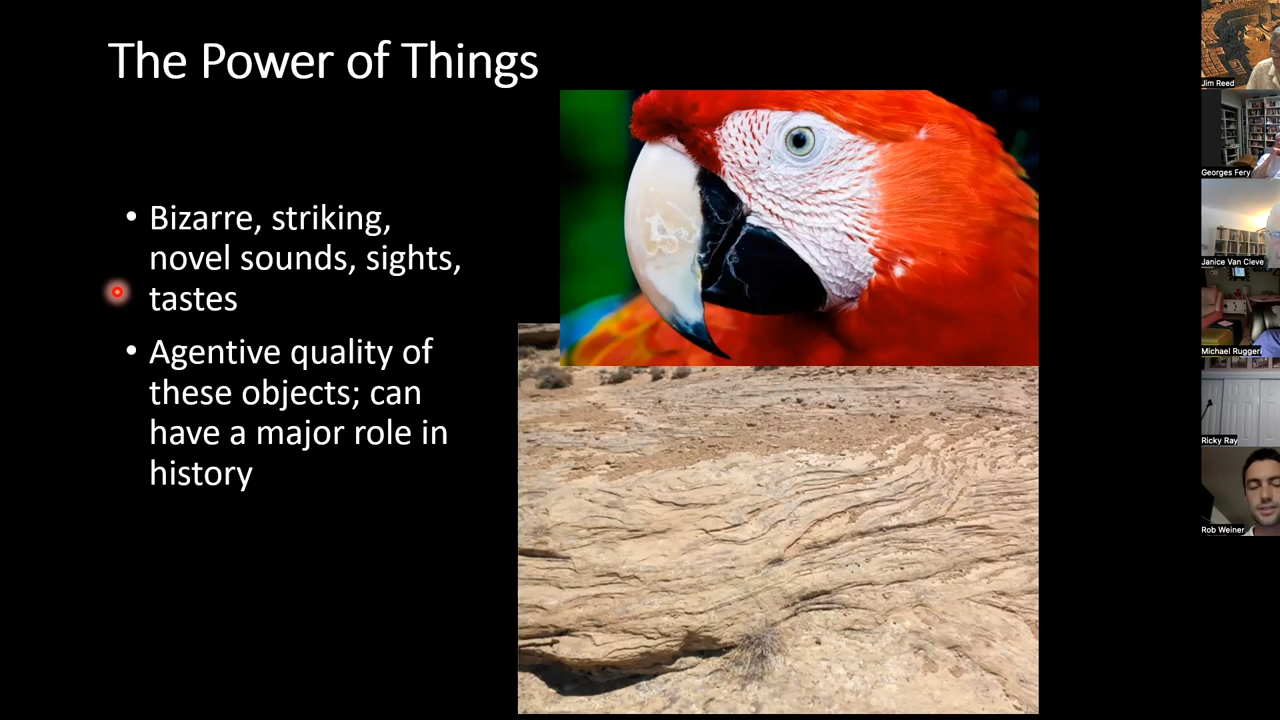 The Power of Things
• Bizarre, striking,
novel sounds, sights,
tastes
• Agentive quality of
these objects; can
have a major role in
history
Jim Reed
Georges Fery
Janice Van Cleve
Michael Ruggeri
Ricky Ray
Rob Weiner